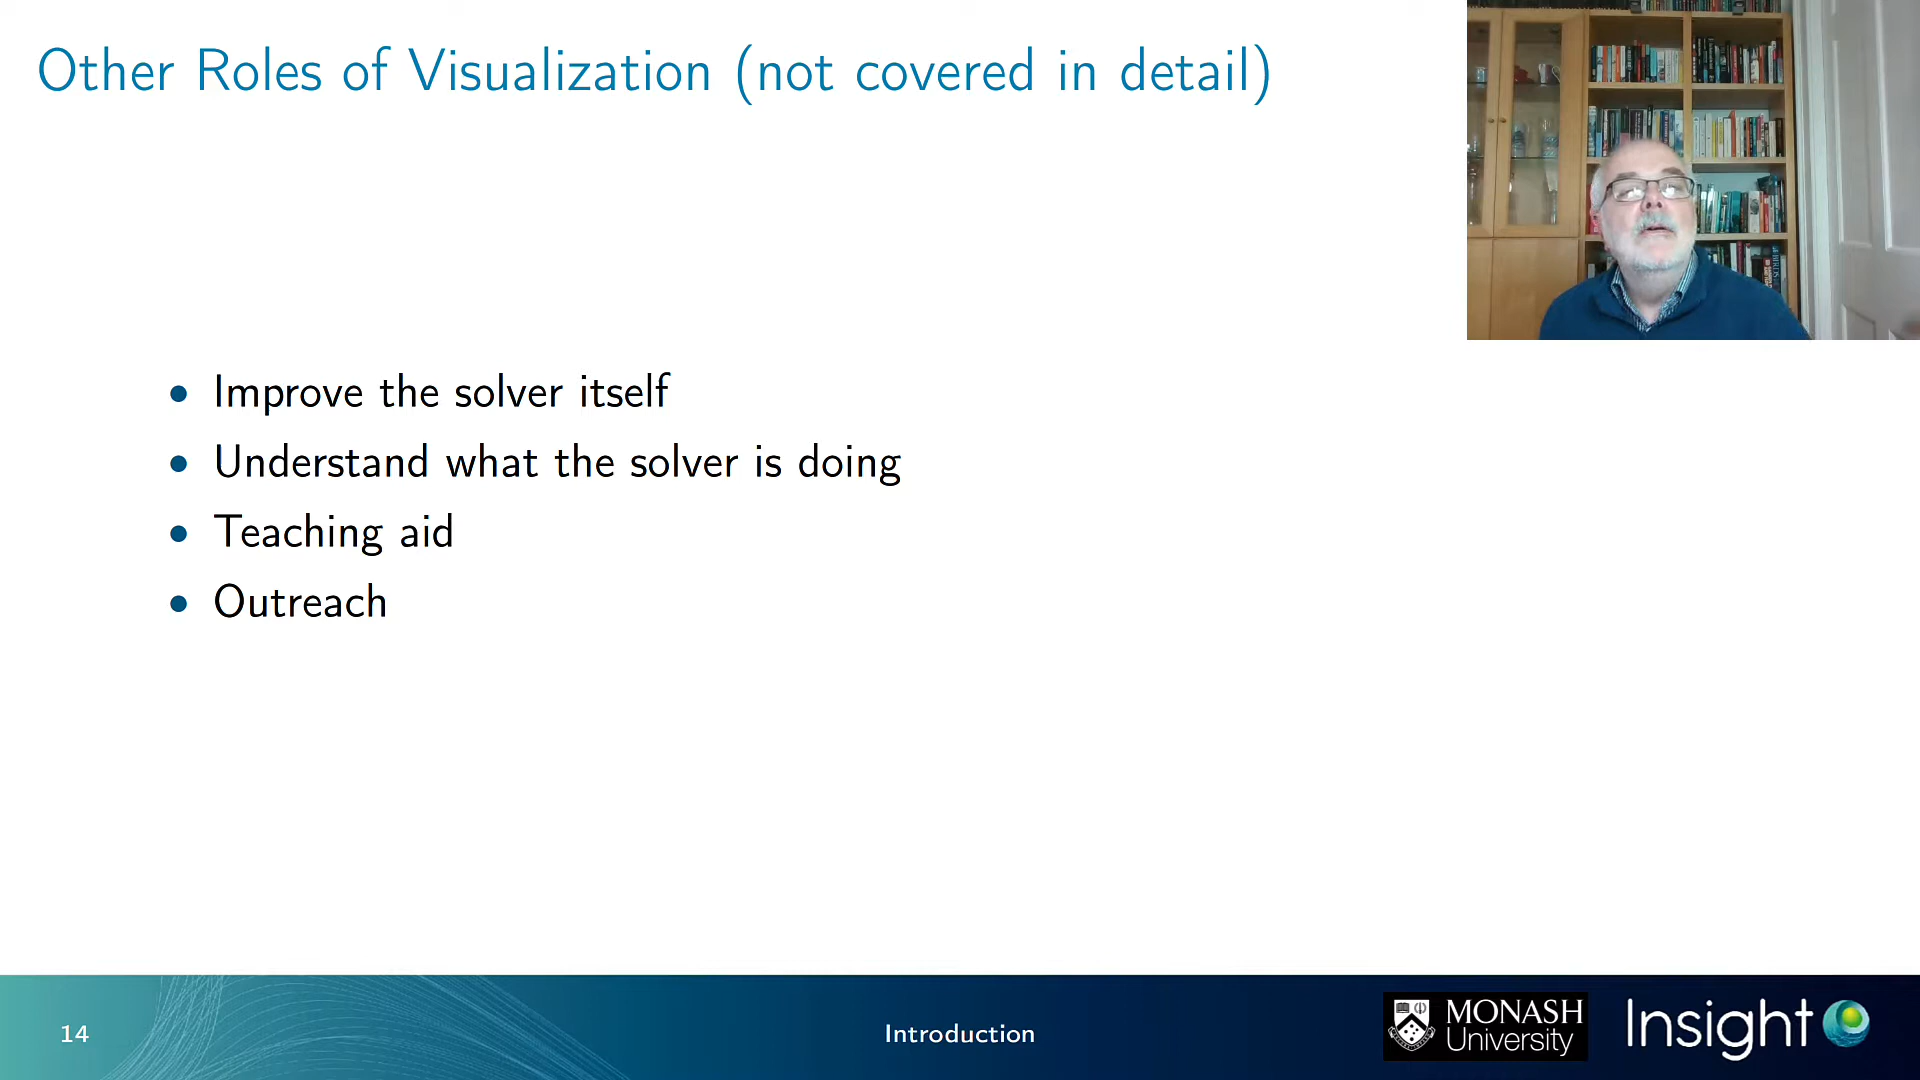 Other Roles of Visualization (not covered in detail)
• Improve the solver itself
• Understand what the solver is doing
• Teaching aid
• Outreach
14
Introduction
MONASH
University
Insight